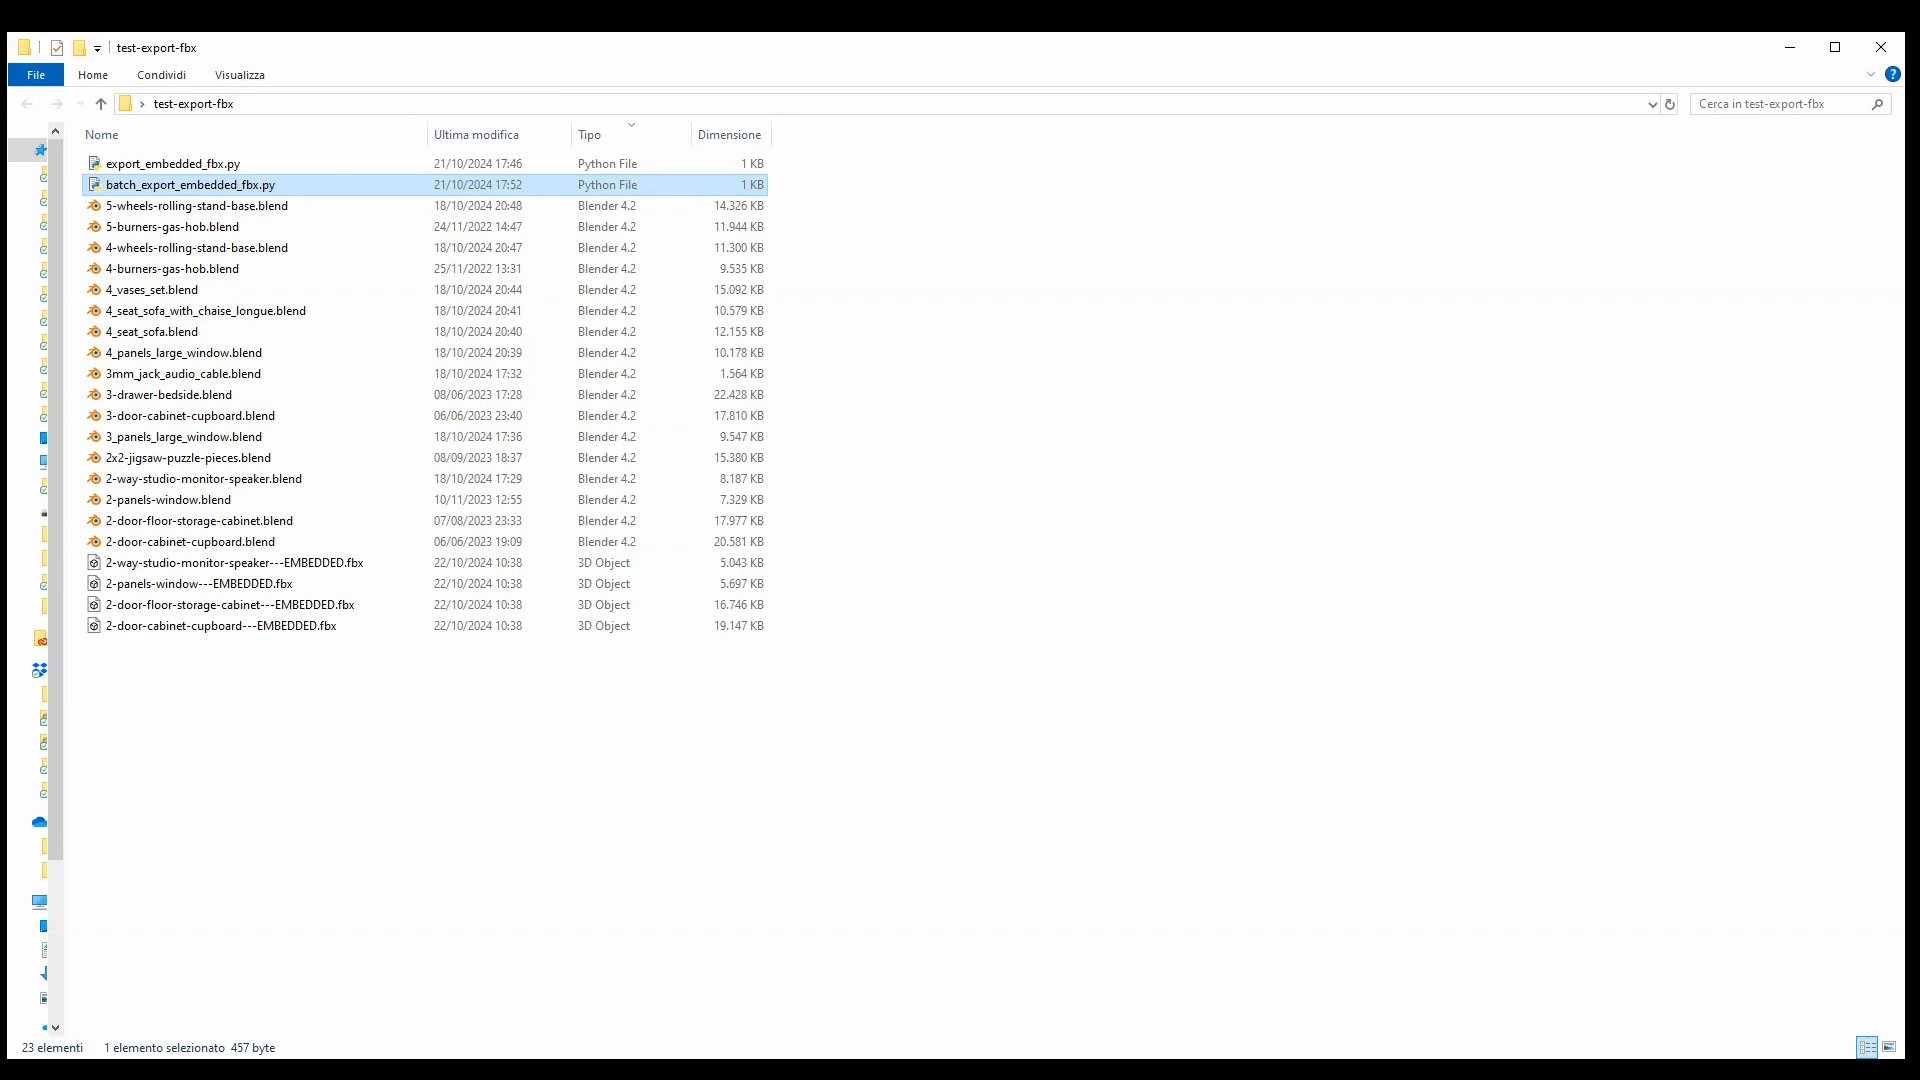 test-export-fbx
File Home Condividi Visualizza
test-export-fbx Cerca in test-export-fbx
Nome Ultima modifica Tipo Dimensione
export_embedded_fbx.py 21/10/2024 17:46 Python File 1 KB
batch_export_embedded_fbx.py 21/10/2024 17:52 Python File 1 KB
5-wheels-rolling-stand-base.blend 18/10/2024 20:48 Blender 4.2 14.326 KB
5-burners-gas-hob.blend 24/11/2022 14:47 Blender 4.2 11.944 KB
4-wheels-rolling-stand-base.blend 18/10/2024 20:47 Blender 4.2 11.300 KB
4-burners-gas-hob.blend 25/11/2022 13:31 Blender 4.2 9.535 KB
4_vases_set.blend 18/10/2024 20:44 Blender 4.2 15.092 KB
4_seat_sofa_with_chaise_longue.blend 18/10/2024 20:41 Blender 4.2 10.579 KB
4_seat_sofa.blend 18/10/2024 20:40 Blender 4.2 12.155 KB
4_panels_large_window.blend 18/10/2024 20:39 Blender 4.2 10.178 KB
3mm_jack_audio_cable.blend 18/10/2024 17:32 Blender 4.2 1.564 KB
3-drawer-bedside.blend 08/06/2023 17:28 Blender 4.2 22.428 KB
3-door-cabinet-cupboard.blend 06/06/2023 23:40 Blender 4.2 17.810 KB
3_panels_large_window.blend 18/10/2024 17:36 Blender 4.2 9.547 KB
2x2-jigsaw-puzzle-pieces.blend 08/09/2023 18:37 Blender 4.2 15.380 KB
2-way-studio-monitor-speaker.blend 18/10/2024 17:29 Blender 4.2 8.187 KB
2-panels-window.blend 10/11/2023 12:55 Blender 4.2 7.329 KB
2-door-floor-storage-cabinet.blend 07/08/2023 23:33 Blender 4.2 17.977 KB
2-door-cabinet-cupboard.blend 06/06/2023 19:09 Blender 4.2 20.581 KB
2-way-studio-monitor-speaker---EMBEDDED.fbx 22/10/2024 10:38 3D Object 5.043 KB
2-panels-window---EMBEDDED.fbx 22/10/2024 10:38 3D Object 5.697 KB
2-door-floor-storage-cabinet---EMBEDDED.fbx 22/10/2024 10:38 3D Object 16.746 KB
2-door-cabinet-cupboard---EMBEDDED.fbx 22/10/2024 10:38 3D Object 19.147 KB
23 elementi 1 elemento selezionato 457 byte